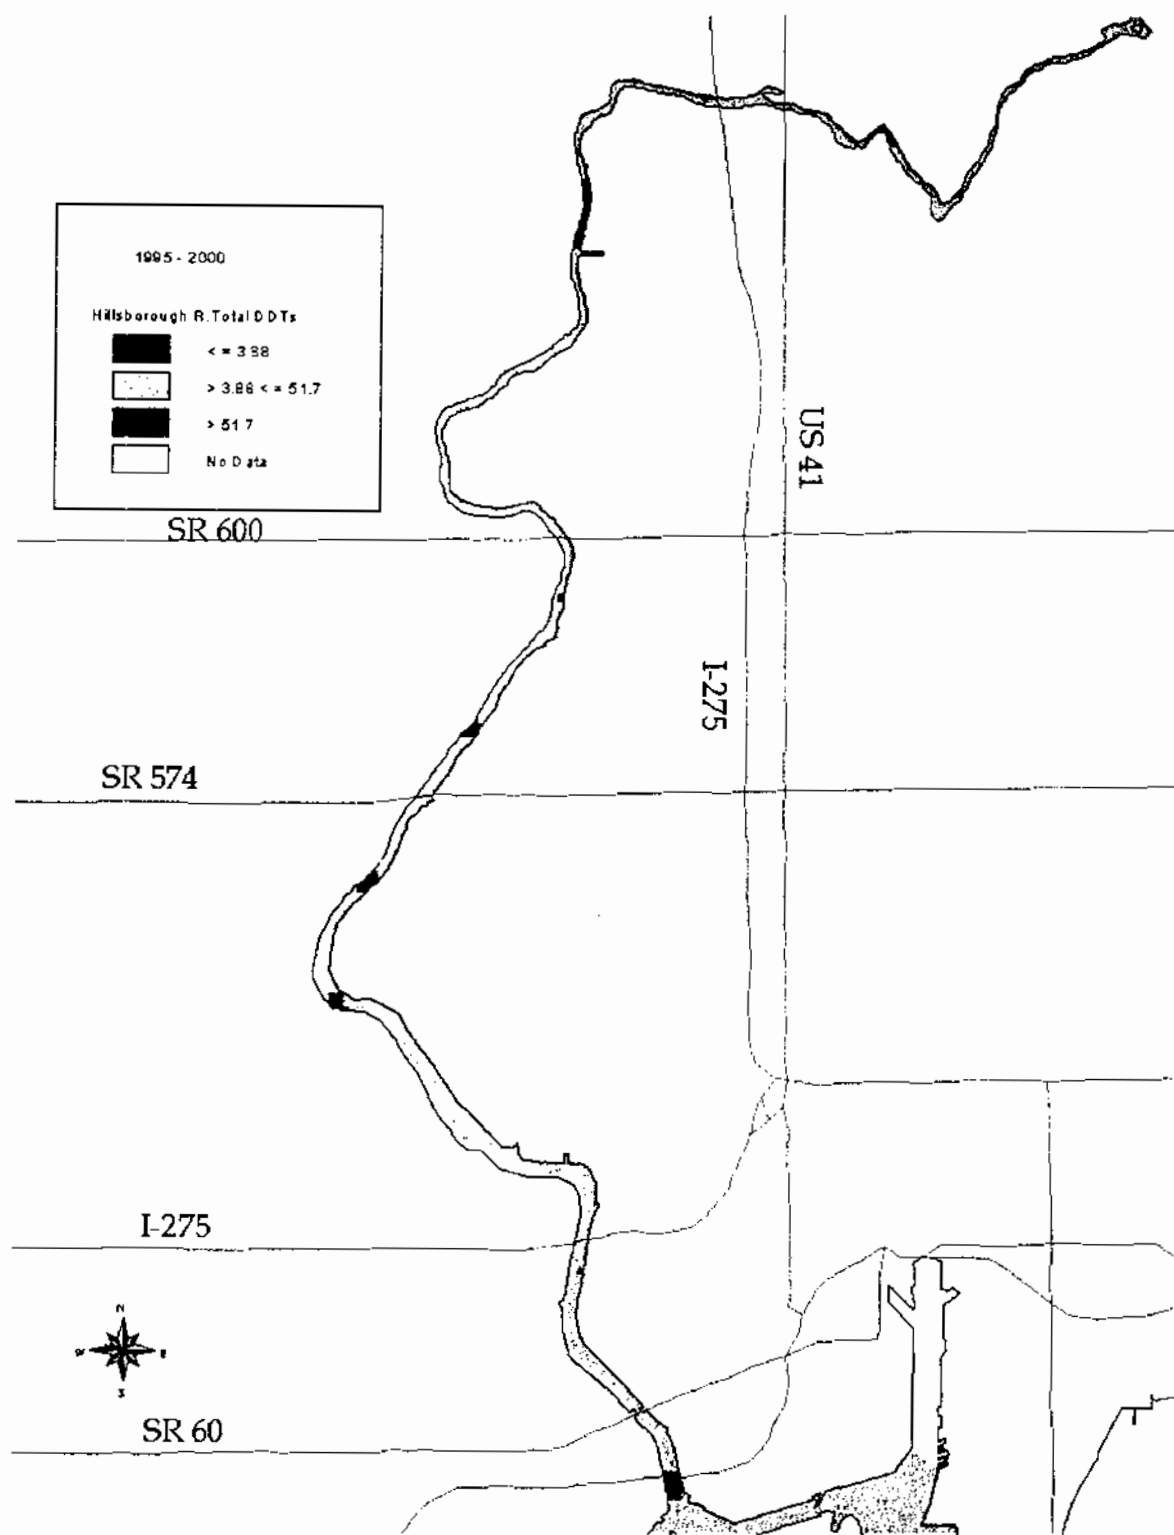 1995 - 2000
Hillsborough R. Total DDTs
< = 3.88
> 3.88 < = 51.7
> 51.7
No Data
US 41
SR 600
I-275
SR 574
I-275
N
W
E
S
SR 60